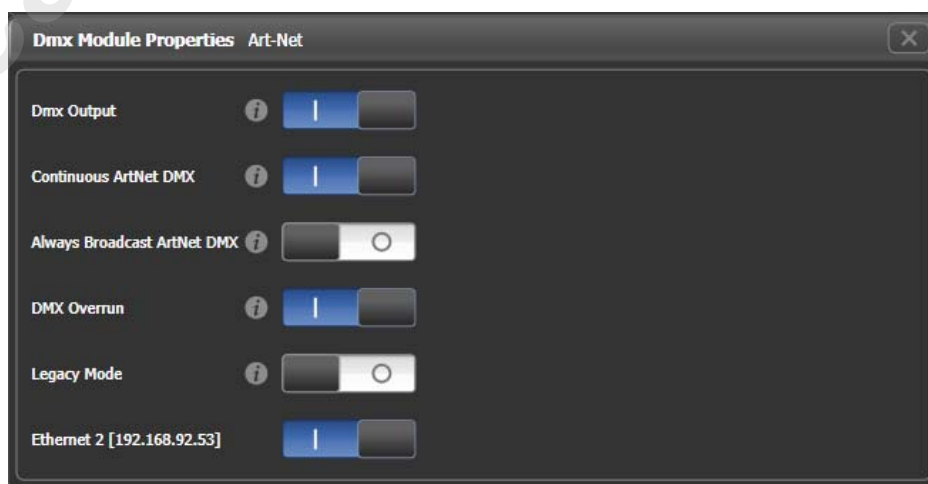 Dmx Module Properties Art-Net
Dmx Output
Continuous ArtNet DMX
Always Broadcast ArtNet DMX
DMX Overrun
Legacy Mode
Ethernet 2 [192.168.92.53]